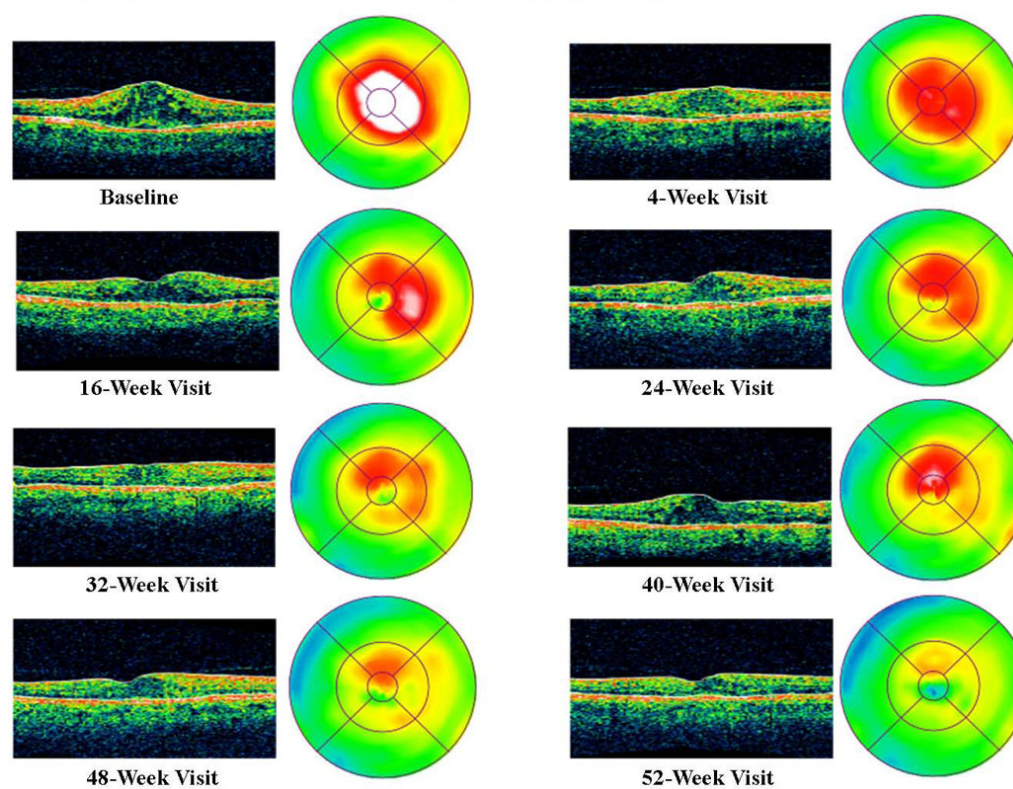 Baseline
4-Week Visit
16-Week Visit
24-Week Visit
32-Week Visit
40-Week Visit
48-Week Visit
52-Week Visit